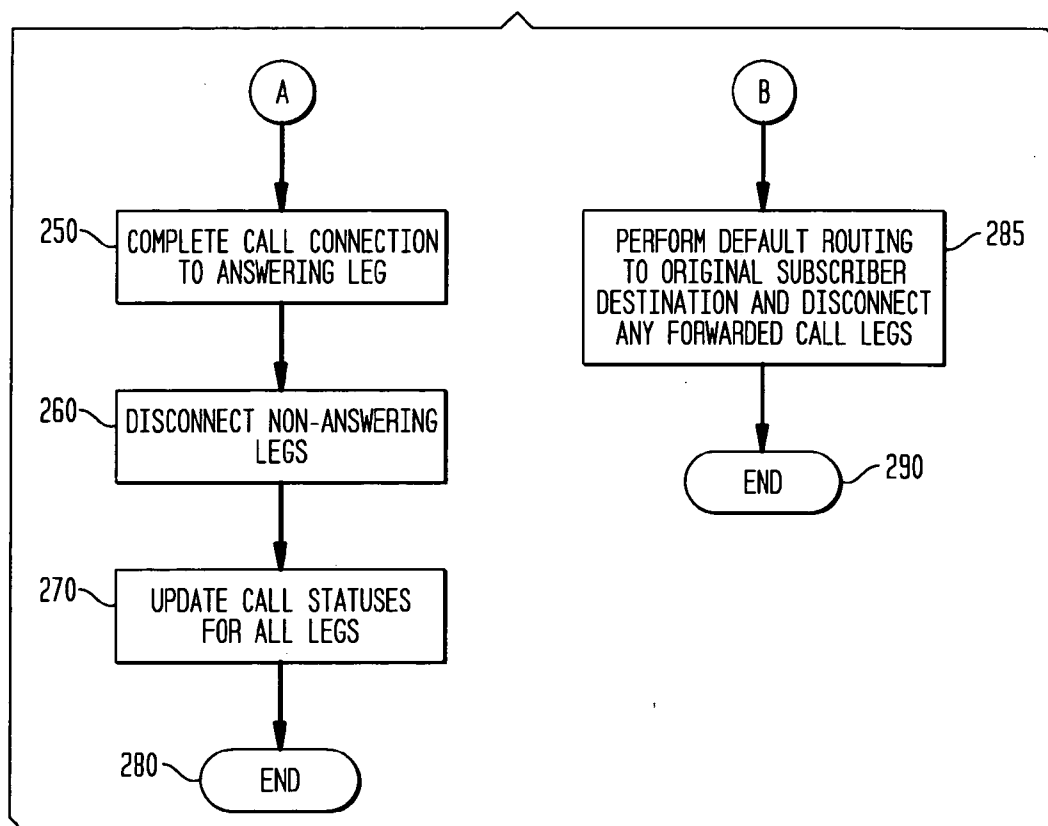 A
250
COMPLETE CALL CONNECTION
TO ANSWERING LEG
260
DISCONNECT NON-ANSWERING
LEGS
270
UPDATE CALL STATUSES
FOR ALL LEGS
280
END
B
285
PERFORM DEFAULT ROUTING
TO ORIGINAL SUBSCRIBER
DESTINATION AND DISCONNECT
ANY FORWARDED CALL LEGS
END
290